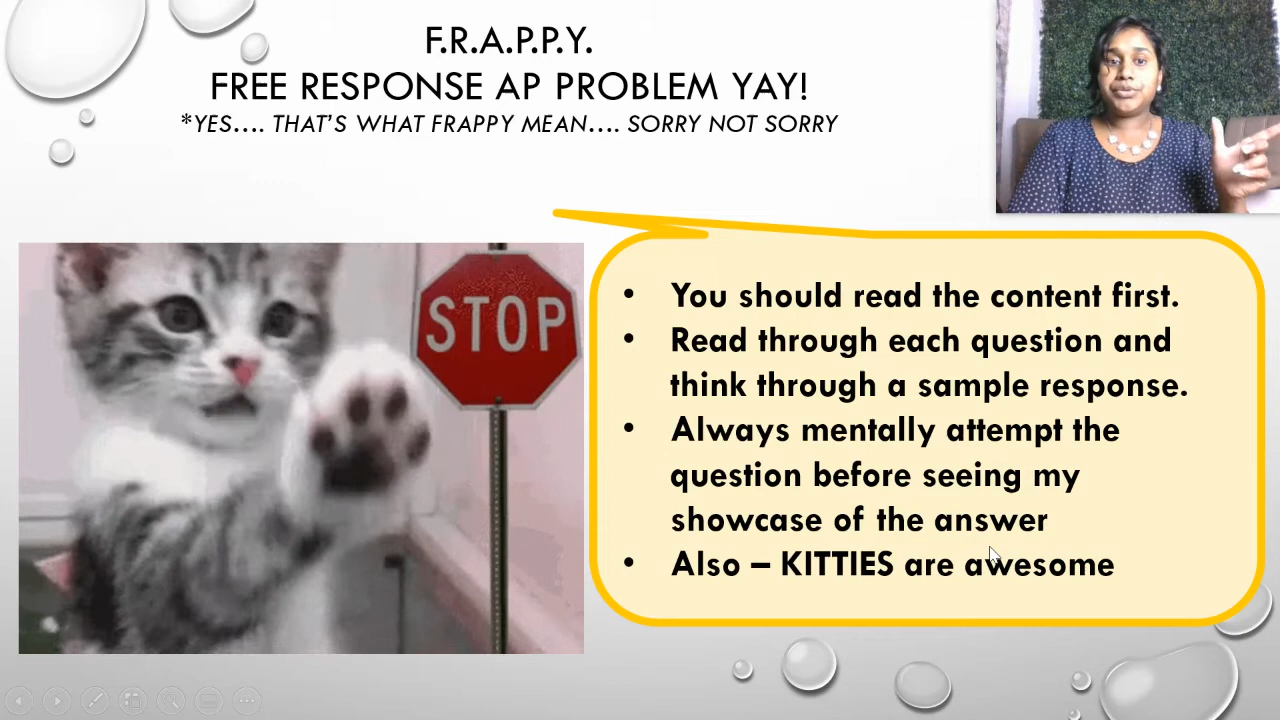 F.R.A.P.P.Y.
FREE RESPONSE AP PROBLEM YAY!
*YES…. THAT'S WHAT FRAPPY MEAN…. SORRY NOT SORRY
STOP
• You should read the content first.
• Read through each question and
think through a sample response.
• Always mentally attempt the
question before seeing my
showcase of the answer
• Also – KITTIES are awesome